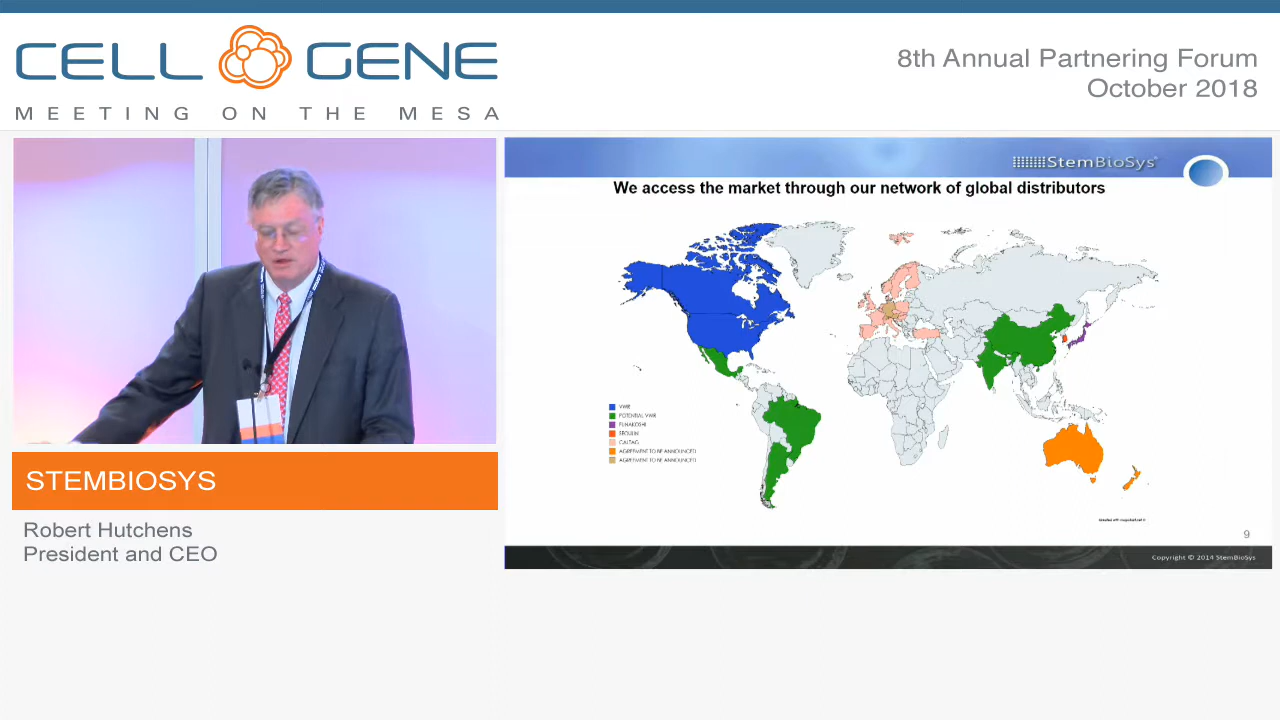 CELL GENE
MEETING ON THE MESA
8th Annual Partnering Forum
October 2018
StemBioSys
We access the market through our network of global distributors
VWR
POTENTIAL VWR
FUNAKOSHI
CALTAG
AGREEMENT TO BE ANNOUNCED
AGREEMENT TO BE ANNOUNCED
9
Copyright © 2014 StemBioSys
STEMBIOSYS
Robert Hutchens
President and CEO